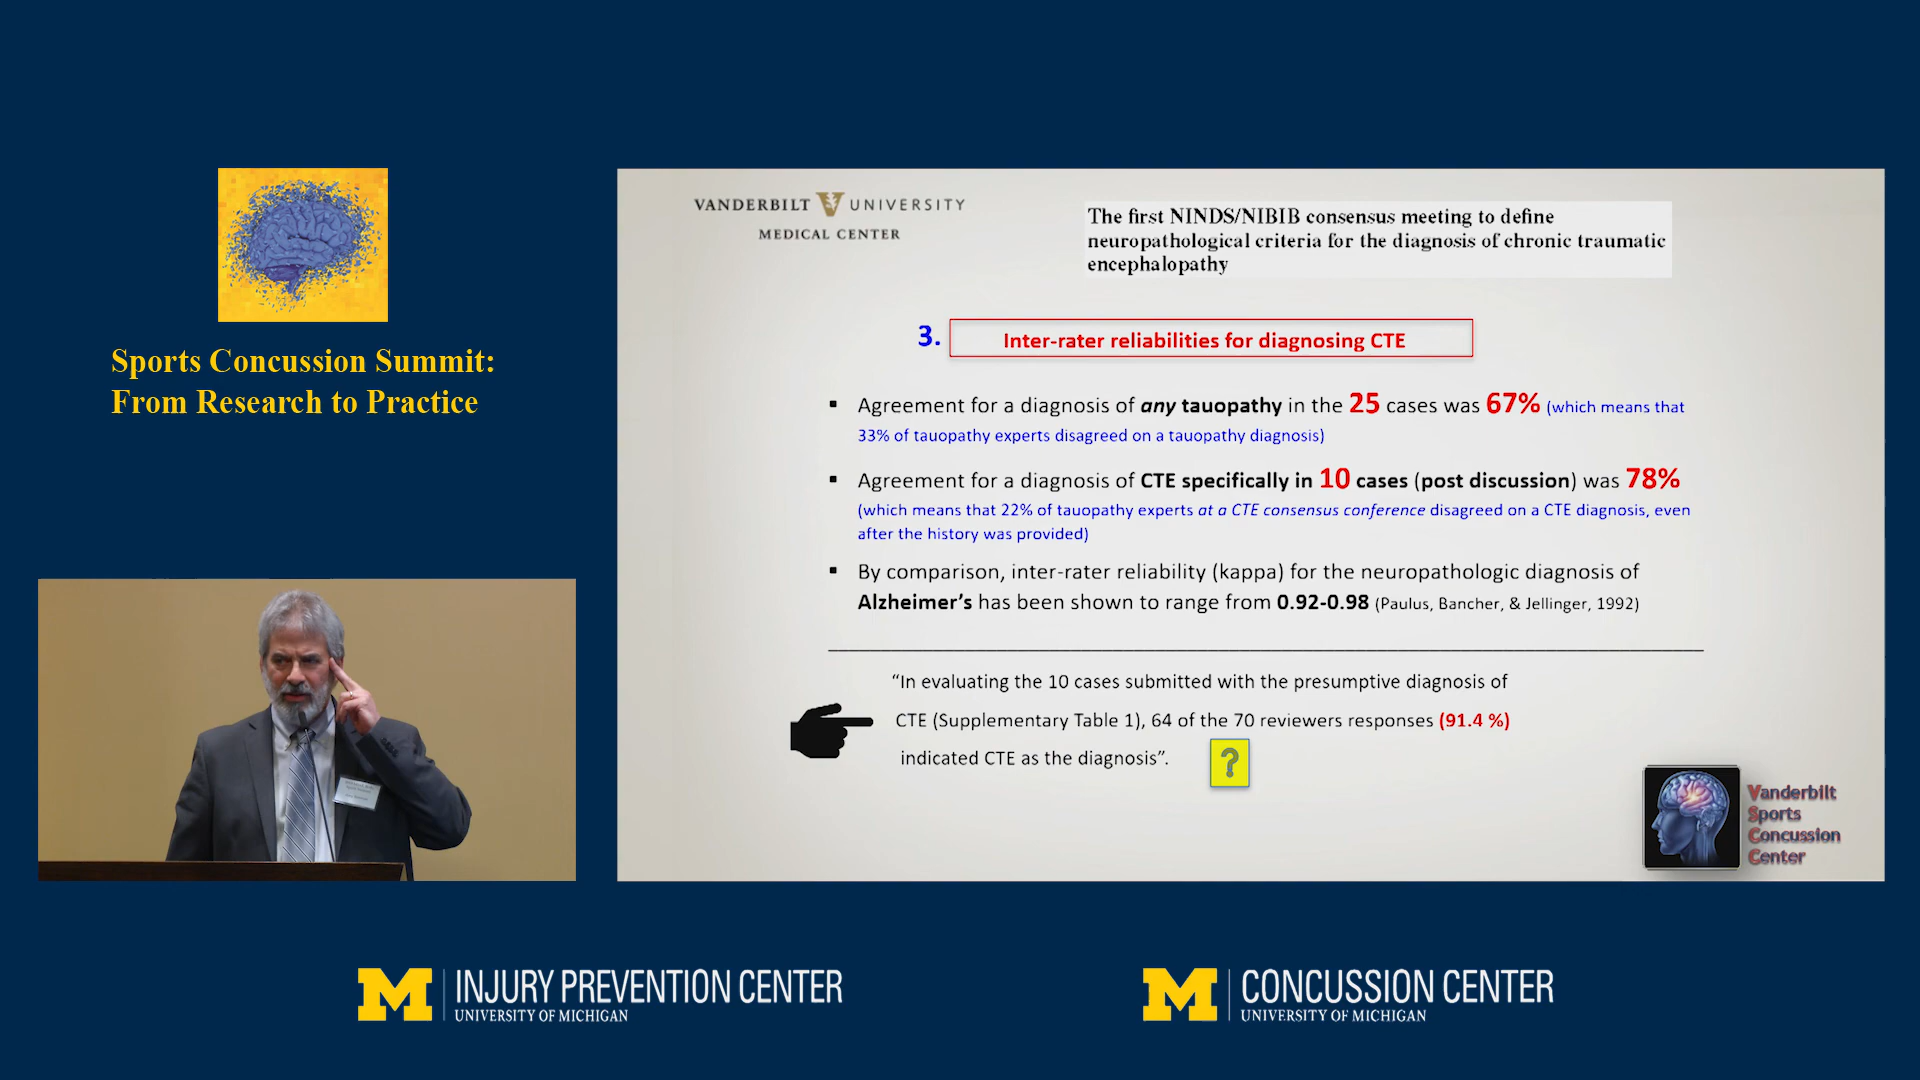 Sports Concussion Summit:
From Research to Practice
VANDERBILT V UNIVERSITY
MEDICAL CENTER
The first NINDS/NIBIB consensus meeting to define
neuropathological criteria for the diagnosis of chronic traumatic
encephalopathy
3. Inter-rater reliabilities for diagnosing CTE
▪ Agreement for a diagnosis of any tauopathy in the 25 cases was 67% (which means that
33% of tauopathy experts disagreed on a tauopathy diagnosis)
▪ Agreement for a diagnosis of CTE specifically in 10 cases (post discussion) was 78%
(which means that 22% of tauopathy experts at a CTE consensus conference disagreed on a CTE diagnosis, even
after the history was provided)
▪ By comparison, inter-rater reliability (kappa) for the neuropathologic diagnosis of
Alzheimer’s has been shown to range from 0.92-0.98 (Paulus, Bancher, & Jellinger, 1992)
“In evaluating the 10 cases submitted with the presumptive diagnosis of
CTE (Supplementary Table 1), 64 of the 70 reviewers responses (91.4 %)
indicated CTE as the diagnosis”.
?
Vanderbilt
Sports
Concussion
Center
M INJURY PREVENTION CENTER
UNIVERSITY OF MICHIGAN
M CONCUSSION CENTER
UNIVERSITY OF MICHIGAN